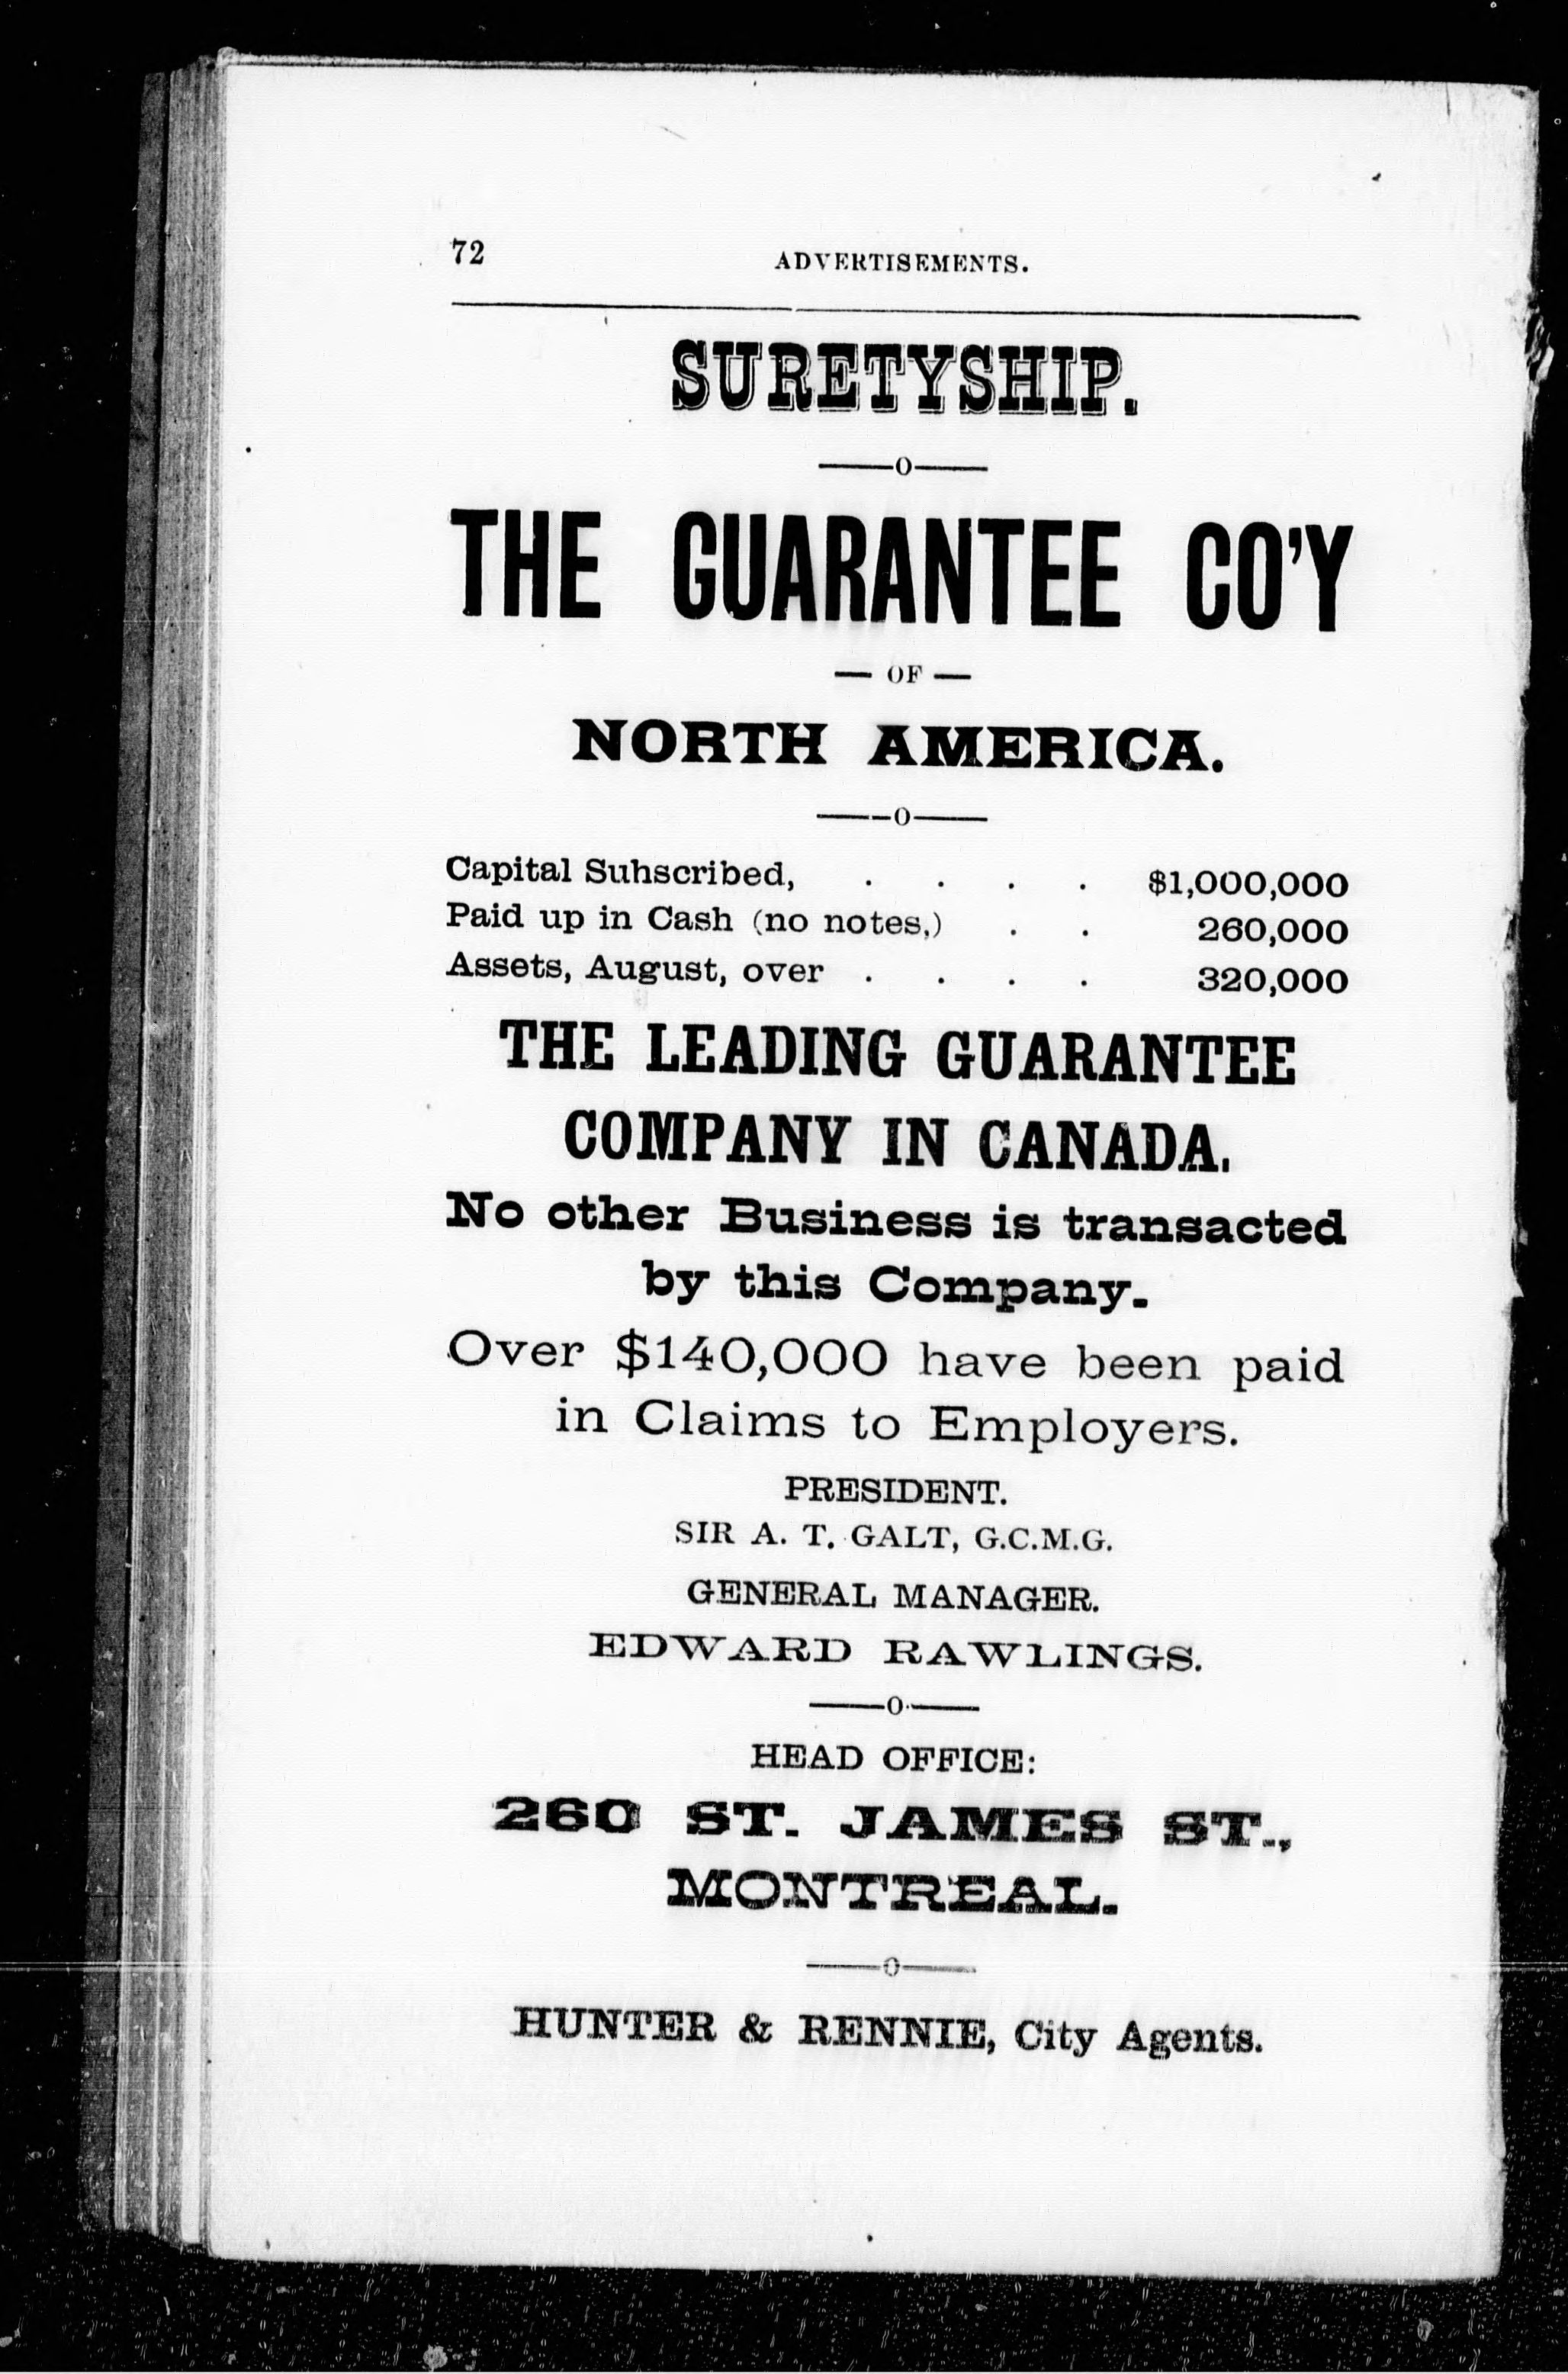 72 ADVERTISEMENTS.
SURETYSHIP.
——o——
THE GUARANTEE CO'Y
— OF —
NORTH AMERICA.
——o——
Capital Suhscribed, . . . . $1,000,000
Paid up in Cash (no notes,) . . 260,000
Assets, August, over . . . . 320,000
THE LEADING GUARANTEE
COMPANY IN CANADA.
No other Business is transacted
by this Company.
Over $140,000 have been paid
in Claims to Employers.
PRESIDENT.
SIR A. T. GALT, G.C.M.G.
GENERAL MANAGER.
EDWARD RAWLINGS.
——o——
HEAD OFFICE:
260 ST. JAMES ST.,
MONTREAL.
——o——
HUNTER & RENNIE, City Agents.